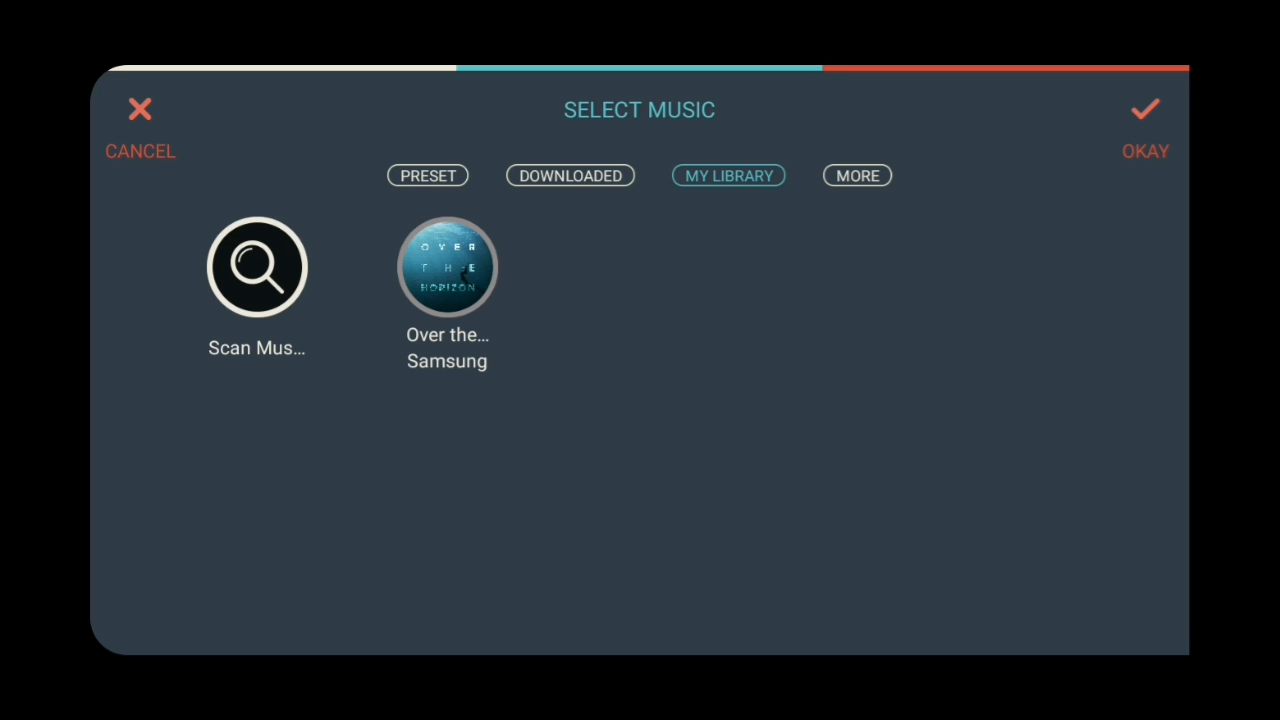 SELECT MUSIC
CANCEL
OKAY
PRESET
DOWNLOADED
MY LIBRARY
MORE
OVER
THE
HORIZON
Scan Mus...
Over the...
Samsung